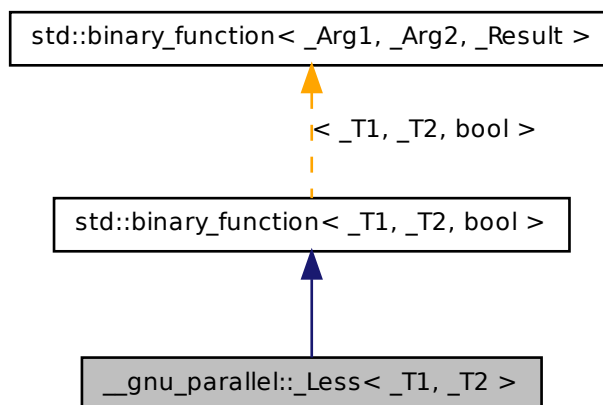 std::binary_function< _Arg1, _Arg2, _Result >
< _T1, _T2, bool >
std::binary_function< _T1, _T2, bool >
__gnu_parallel::_Less< _T1, _T2 >